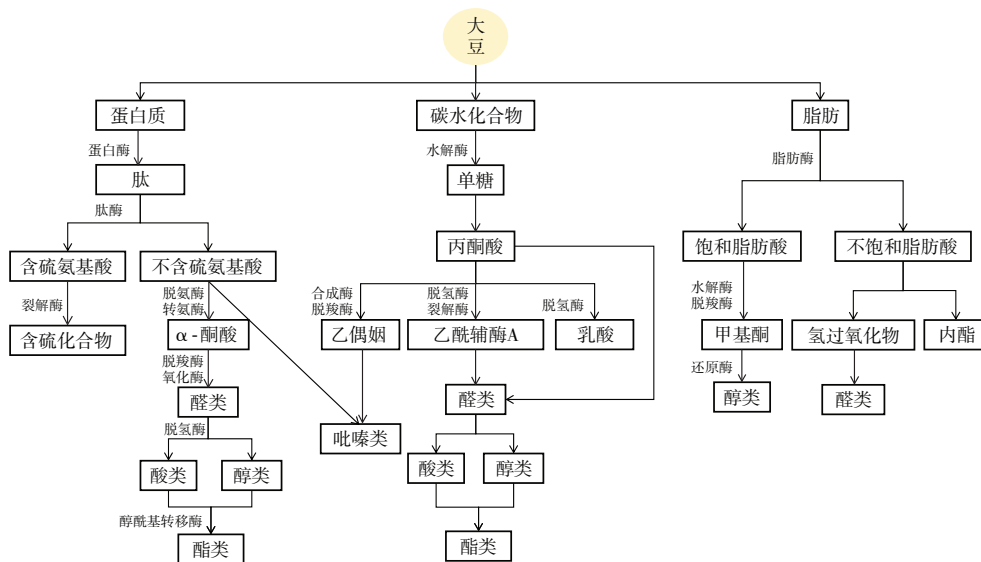 大
豆
蛋白质
碳水化合物
脂肪
蛋白酶
水解酶
脂肪酶
肽
单糖
肽酶
丙酮酸
饱和脂肪酸
不饱和脂肪酸
含硫氨基酸
不含硫氨基酸
裂解酶
脱氨酶
转氨酶
合成酶
脱羧酶
脱氢酶
裂解酶
脱氢酶
水解酶
脱羧酶
含硫化合物
α-酮酸
乙偶姻
乙酰辅酶A
乳酸
甲基酮
氢过氧化物
内酯
脱羧酶
氧化酶
还原酶
醛类
醛类
醇类
醛类
脱氢酶
吡嗪类
酸类
醇类
酸类
醇类
醇酰基转移酶
酯类
酯类